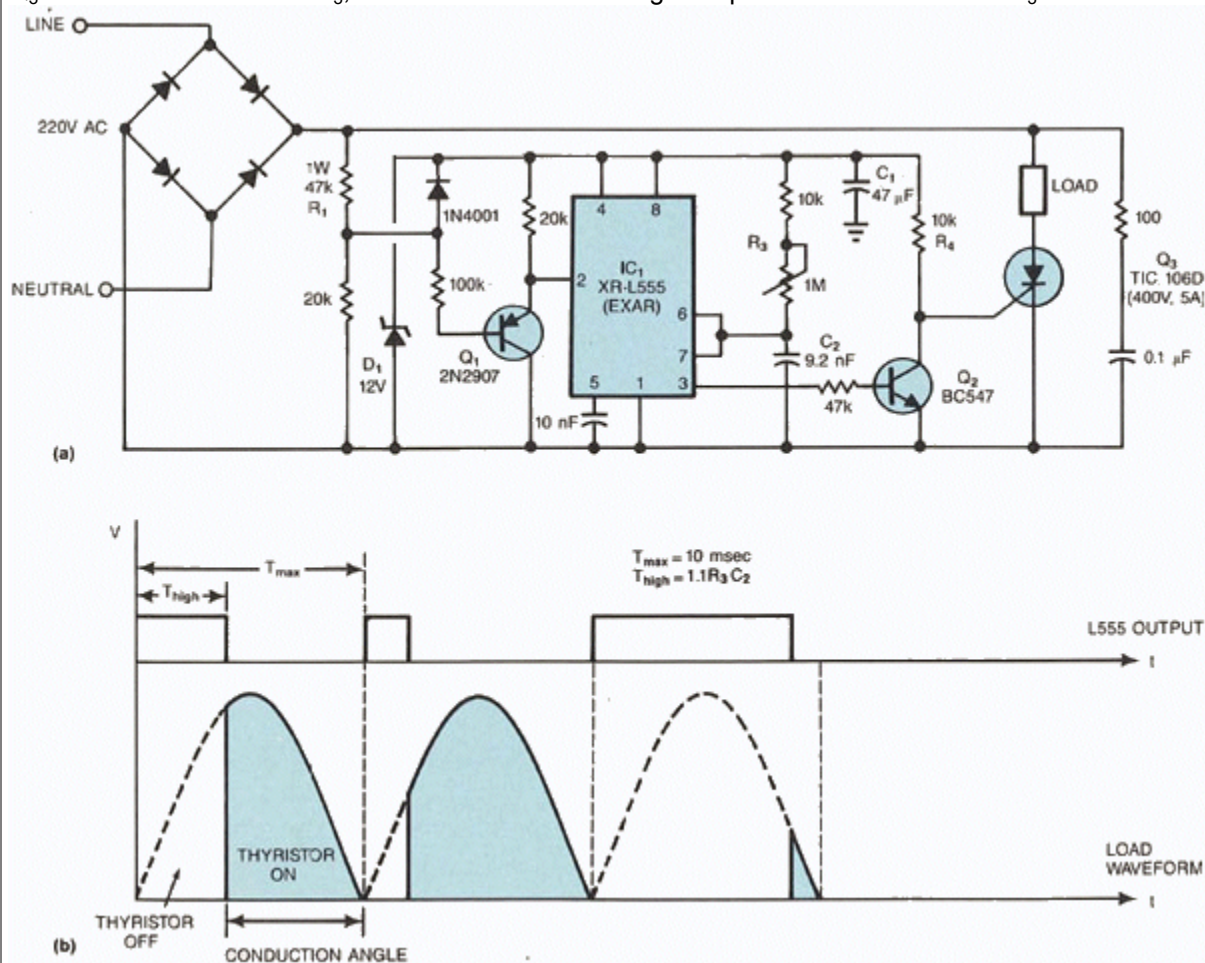 LINE
220V AC
NEUTRAL
1W
47k
R1
20k
1N4001
100k
D1
12V
Q1
2N2907
20k
4
8
2
IC1
XR-L555
(EXAR)
6
7
5
1
3
10 nF
10k
R3
1M
C1
47 µF
C2
9.2 nF
47k
10k
R4
Q2
BC547
LOAD
100
Q3
TIC 106D
(400V, 5A)
0.1 µF
(a)
V
Tmax
Thigh
Tmax = 10 msec
Thigh = 1.1R3C2
L555 OUTPUT
t
THYRISTOR
ON
LOAD
WAVEFORM
t
THYRISTOR
OFF
(b)
CONDUCTION ANGLE